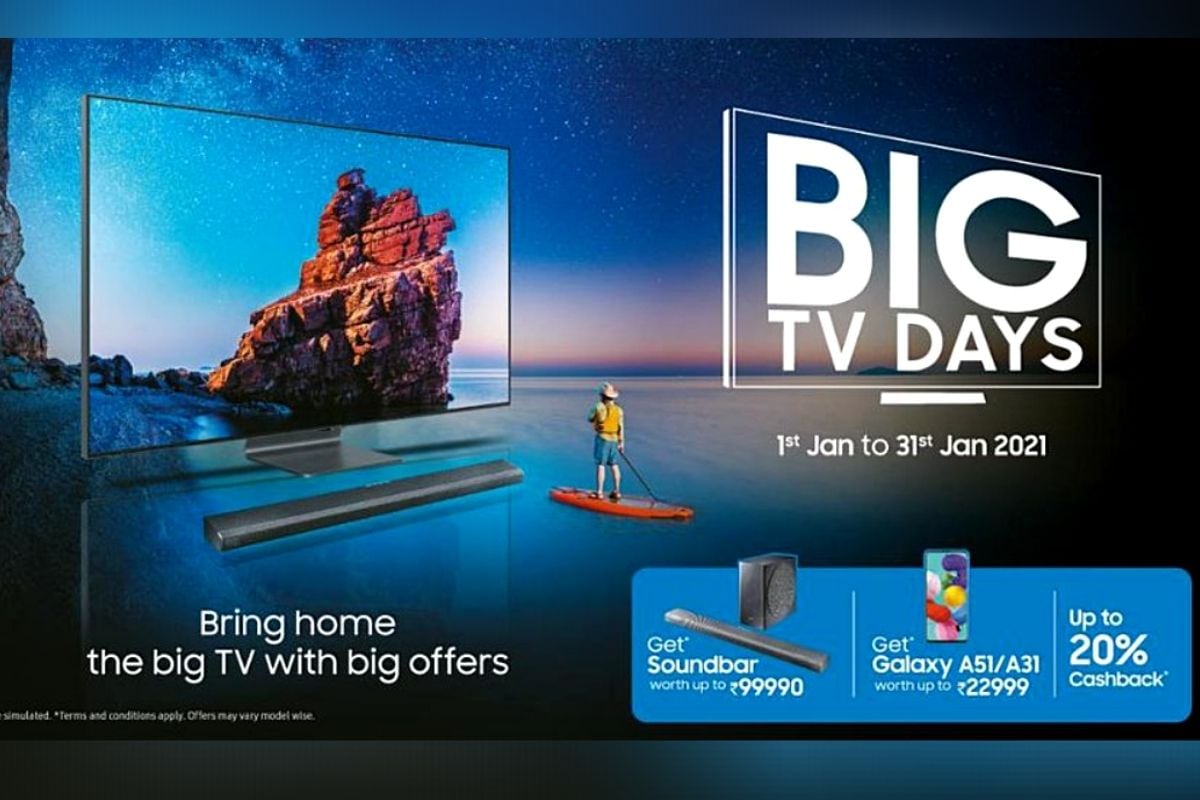 BIG
TV DAYS
1st Jan to 31st Jan 2021
Bring home
the big TV with big offers
Get*
Soundbar
worth up to ₹99990
Get*
Galaxy A51/A31
worth up to ₹22999
Up to
20%
Cashback*
simulated. *Terms and conditions apply. Offers may vary model wise.